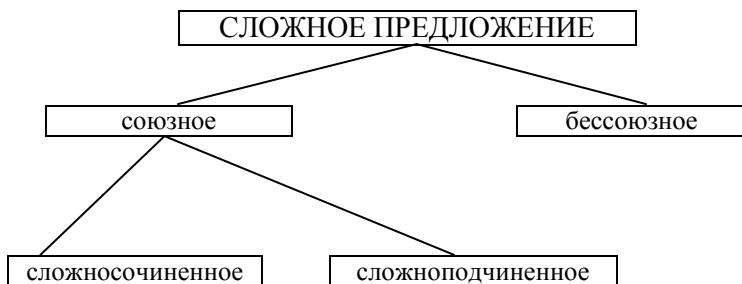 СЛОЖНОЕ ПРЕДЛОЖЕНИЕ
союзное
бессоюзное
сложносочиненное
сложноподчиненное